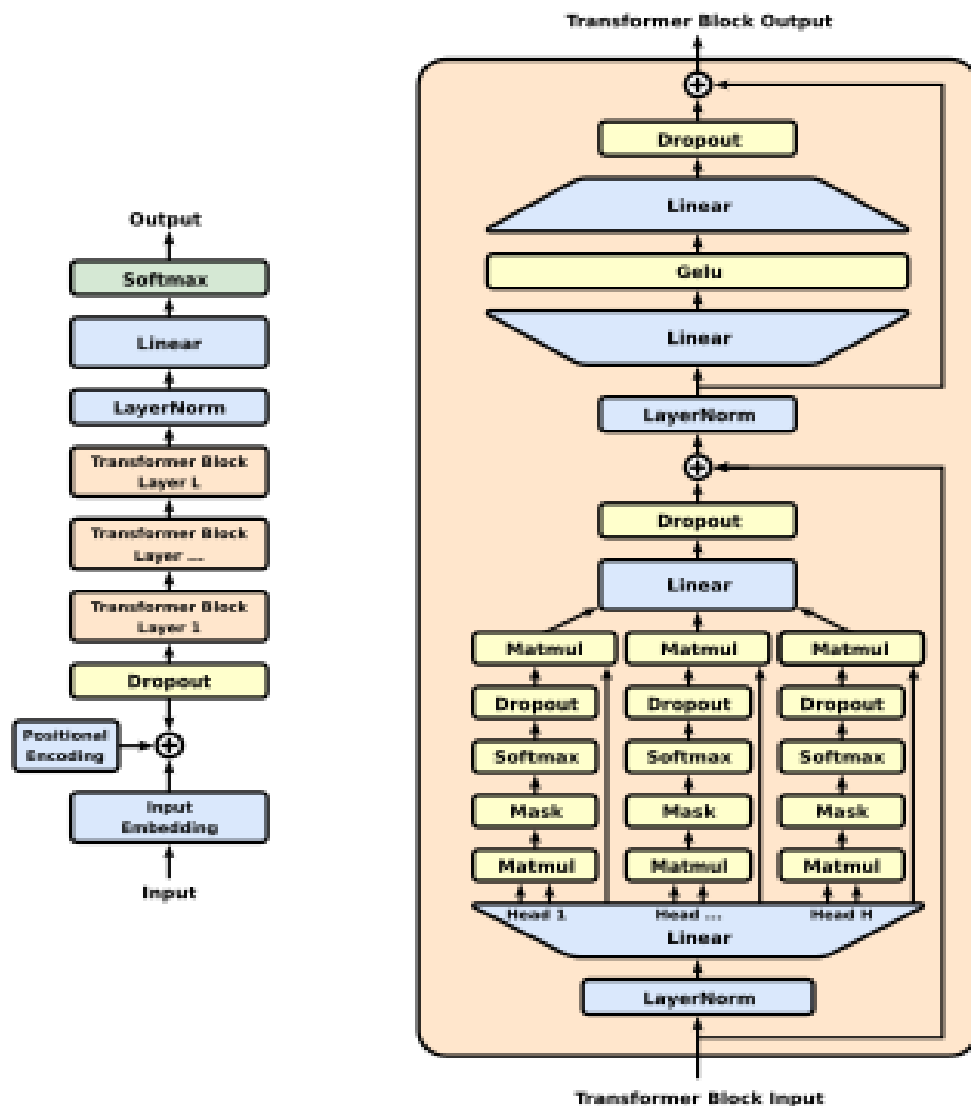 Output
Softmax
Linear
LayerNorm
Transformer Block
Layer L
Transformer Block
Layer ...
Transformer Block
Layer 1
Dropout
Positional
Encoding
Input
Embedding
Input
Transformer Block Output
Dropout
Linear
Gelu
Linear
LayerNorm
Dropout
Linear
Matmul Matmul Matmul
Dropout Dropout Dropout
Softmax Softmax Softmax
Mask Mask Mask
Matmul Matmul Matmul
Head 1 Head ... Head H
Linear
LayerNorm
Transformer Block Input